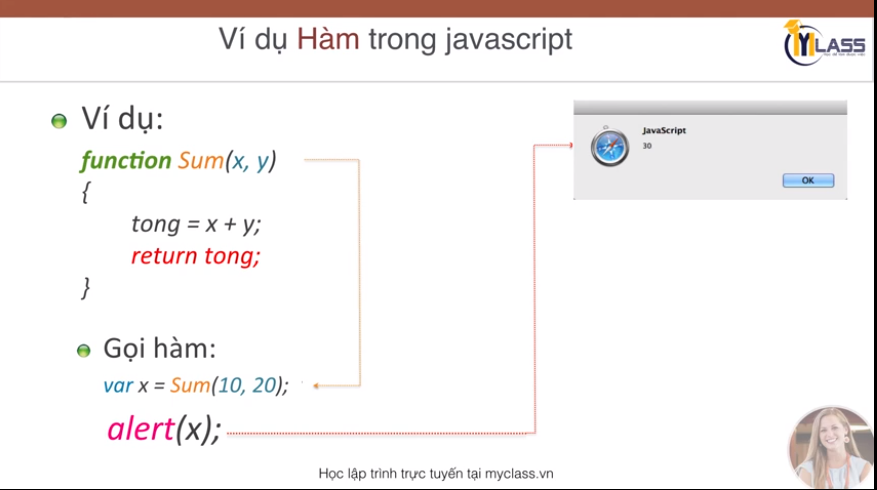 Ví dụ Hàm trong javascript
MYCLASS
Ví dụ:
function Sum(x, y)
{
tong = x + y;
return tong;
}
Gọi hàm:
var x = Sum(10, 20);
alert(x);
JavaScript
30
OK
Học lập trình trực tuyến tại myclass.vn